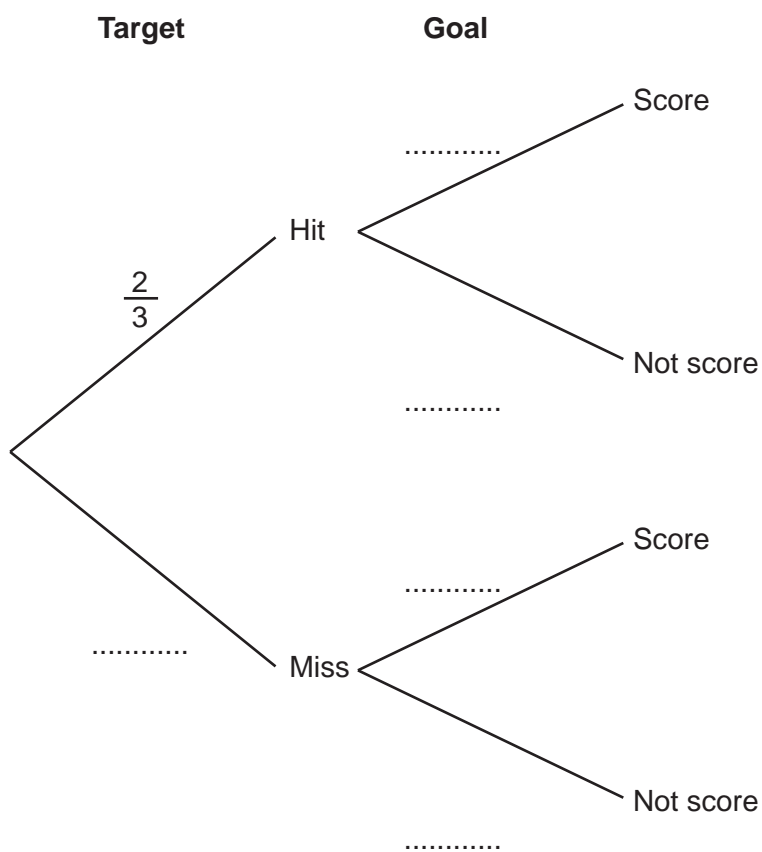 Target Goal
Score
............
Hit
2
3
Not score
............
Score
............
............
Miss
Not score
............